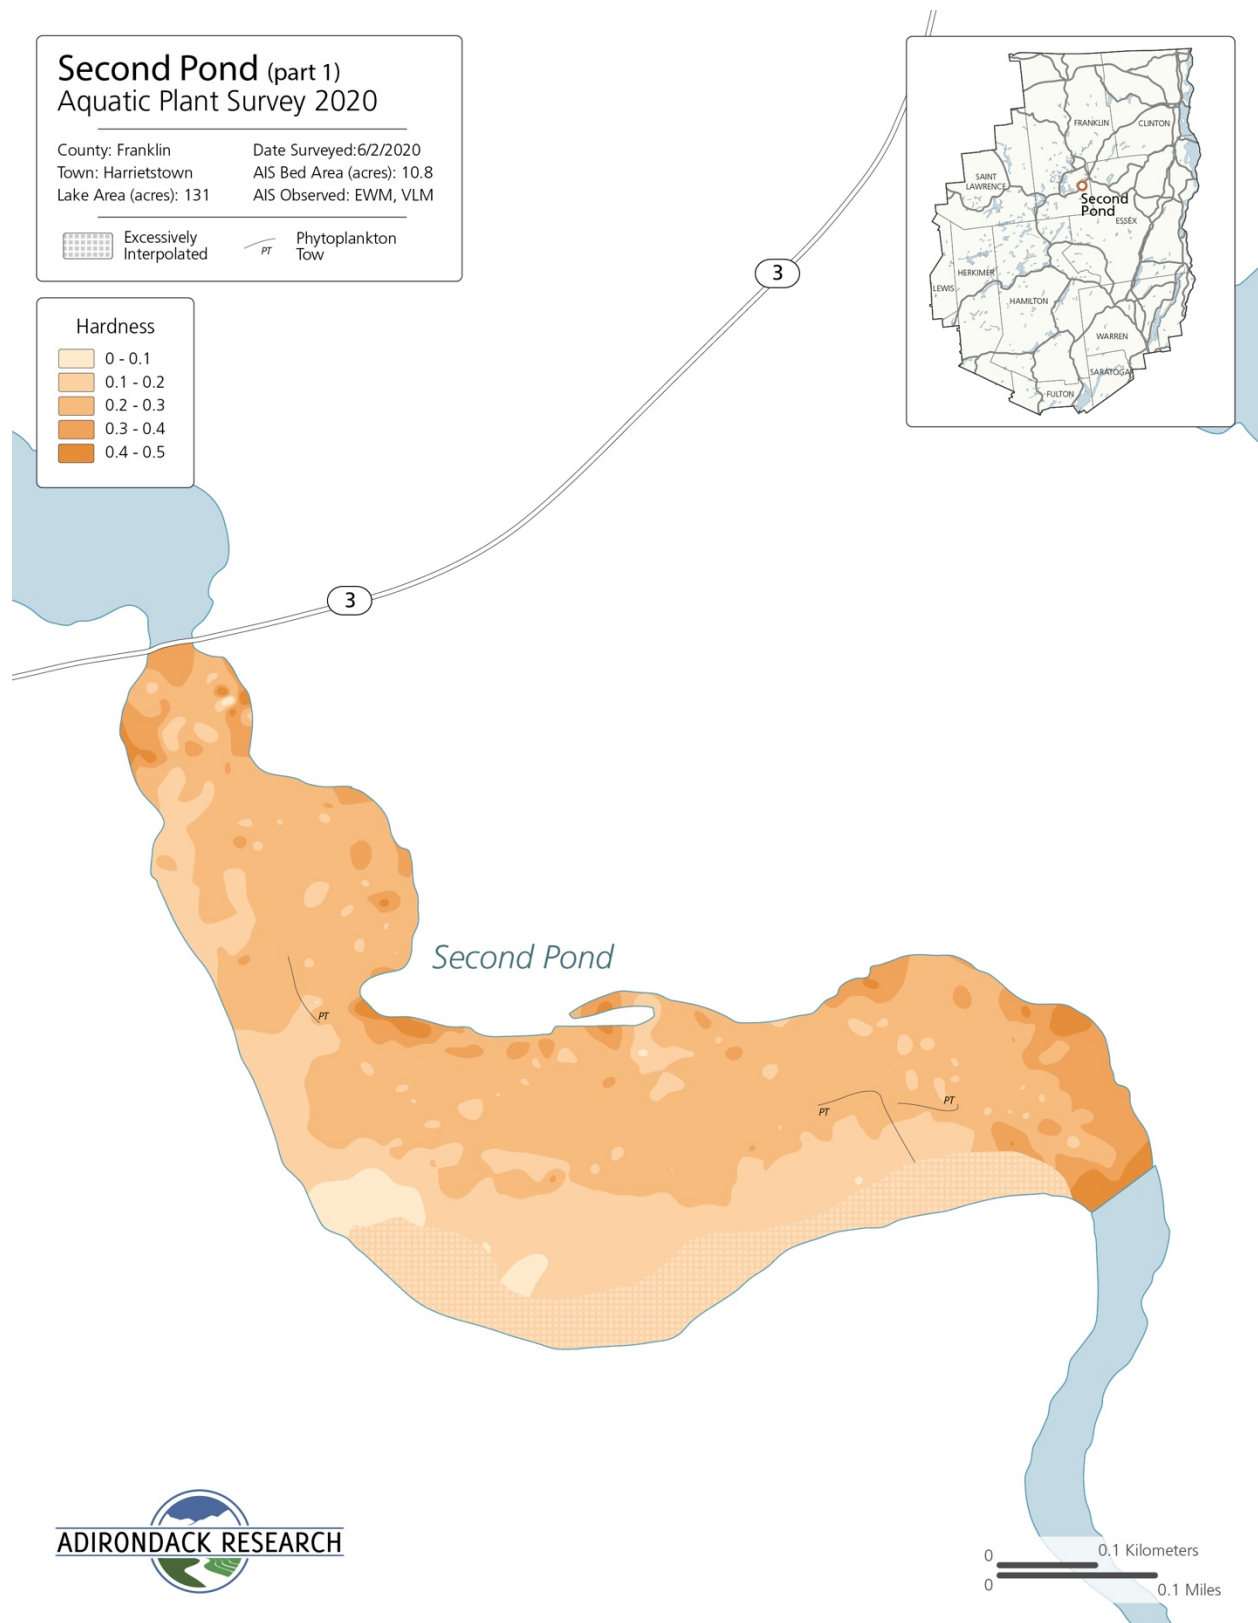 Second Pond (part 1)
Aquatic Plant Survey 2020
County: Franklin
Date Surveyed:6/2/2020
Town: Harrietstown
AIS Bed Area (acres): 10.8
Lake Area (acres): 131
AIS Observed: EWM, VLM
Excessively
Interpolated
PT
Phytoplankton
Tow
Hardness
0 - 0.1
0.1 - 0.2
0.2 - 0.3
0.3 - 0.4
0.4 - 0.5
FRANKLIN
CLINTON
SAINT
LAWRENCE
Second
Pond
ESSEX
HERKIMER
LEWIS
HAMILTON
WARREN
SARATOGA
FULTON
3
3
Second Pond
PT
PT
PT
ADIRONDACK RESEARCH
0
0.1 Kilometers
0
0.1 Miles